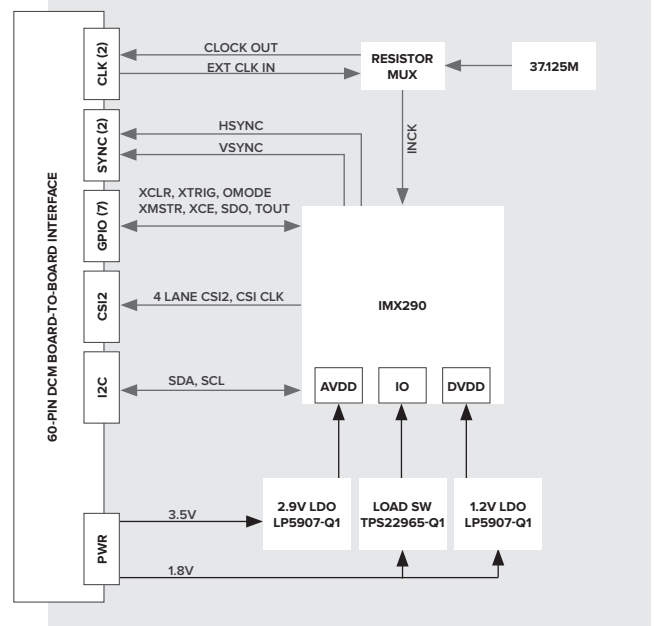 60-PIN DCM BOARD-TO-BOARD INTERFACE
CLK (2)
CLOCK OUT
EXT CLK IN
RESISTOR
MUX
37.125M
INCK
SYNC (2)
HSYNC
VSYNC
GPIO (7)
XCLR, XTRIG, OMODE
XMSTR, XCE, SDO, TOUT
CSI2
4 LANE CSI2, CSI CLK
IMX290
I2C
SDA, SCL
AVDD
IO
DVDD
PWR
3.5V
1.8V
2.9V LDO
LP5907-Q1
LOAD SW
TPS22965-Q1
1.2V LDO
LP5907-Q1